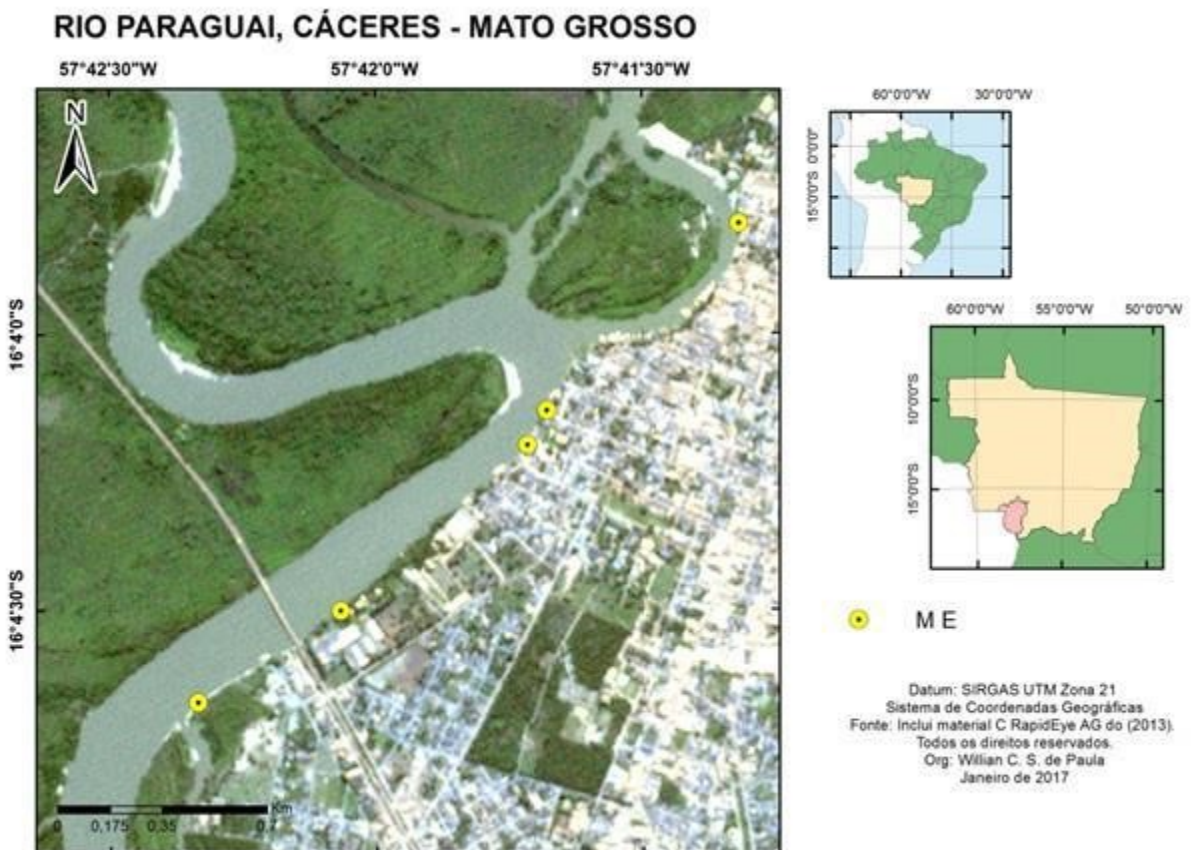 RIO PARAGUAI, CÁCERES - MATO GROSSO
57°42'30"W 57°42'0"W 57°41'30"W
N
16°4'0"S
16°4'30"S
Km
0 0,175 0,35 0,7
60°0'0"W 30°0'0"W
0°0'0"
15°0'0"S
60°0'0"W 55°0'0"W 50°0'0"W
10°0'0"S
15°0'0"S
M E
Datum: SIRGAS UTM Zona 21
Sistema de Coordenadas Geográficas
Fonte: Inclui material C RapidEye AG do (2013).
Todos os direitos reservados.
Org: Willian C. S. de Paula
Janeiro de 2017